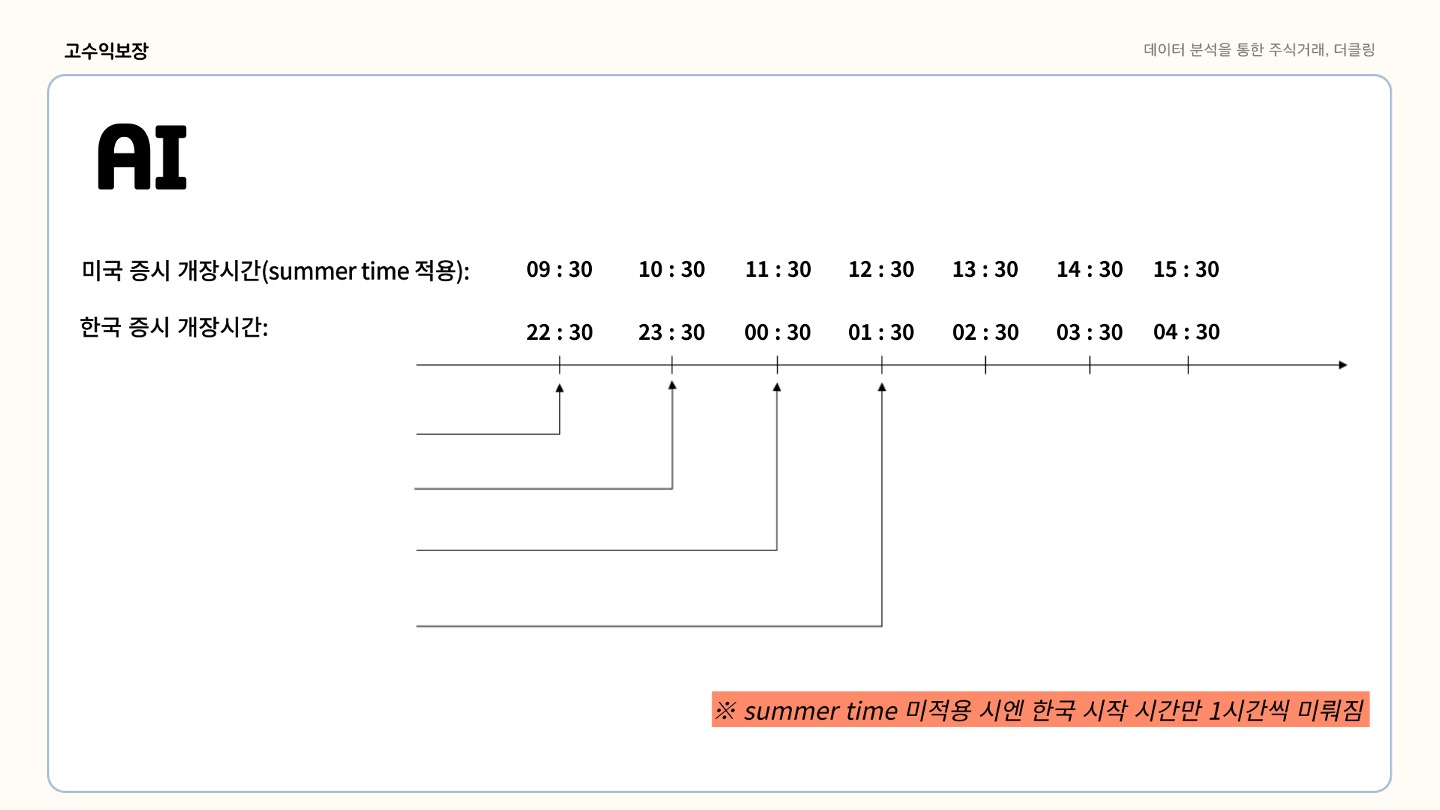 고수익보장
데이터 분석을 통한 주식거래, 더클링
AI
미국 증시 개장시간(summer time 적용): 09 : 30 10 : 30 11 : 30 12 : 30 13 : 30 14 : 30 15 : 30
한국 증시 개장시간: 22 : 30 23 : 30 00 : 30 01 : 30 02 : 30 03 : 30 04 : 30
※ summer time 미적용 시엔 한국 시작 시간만 1시간씩 미뤄짐